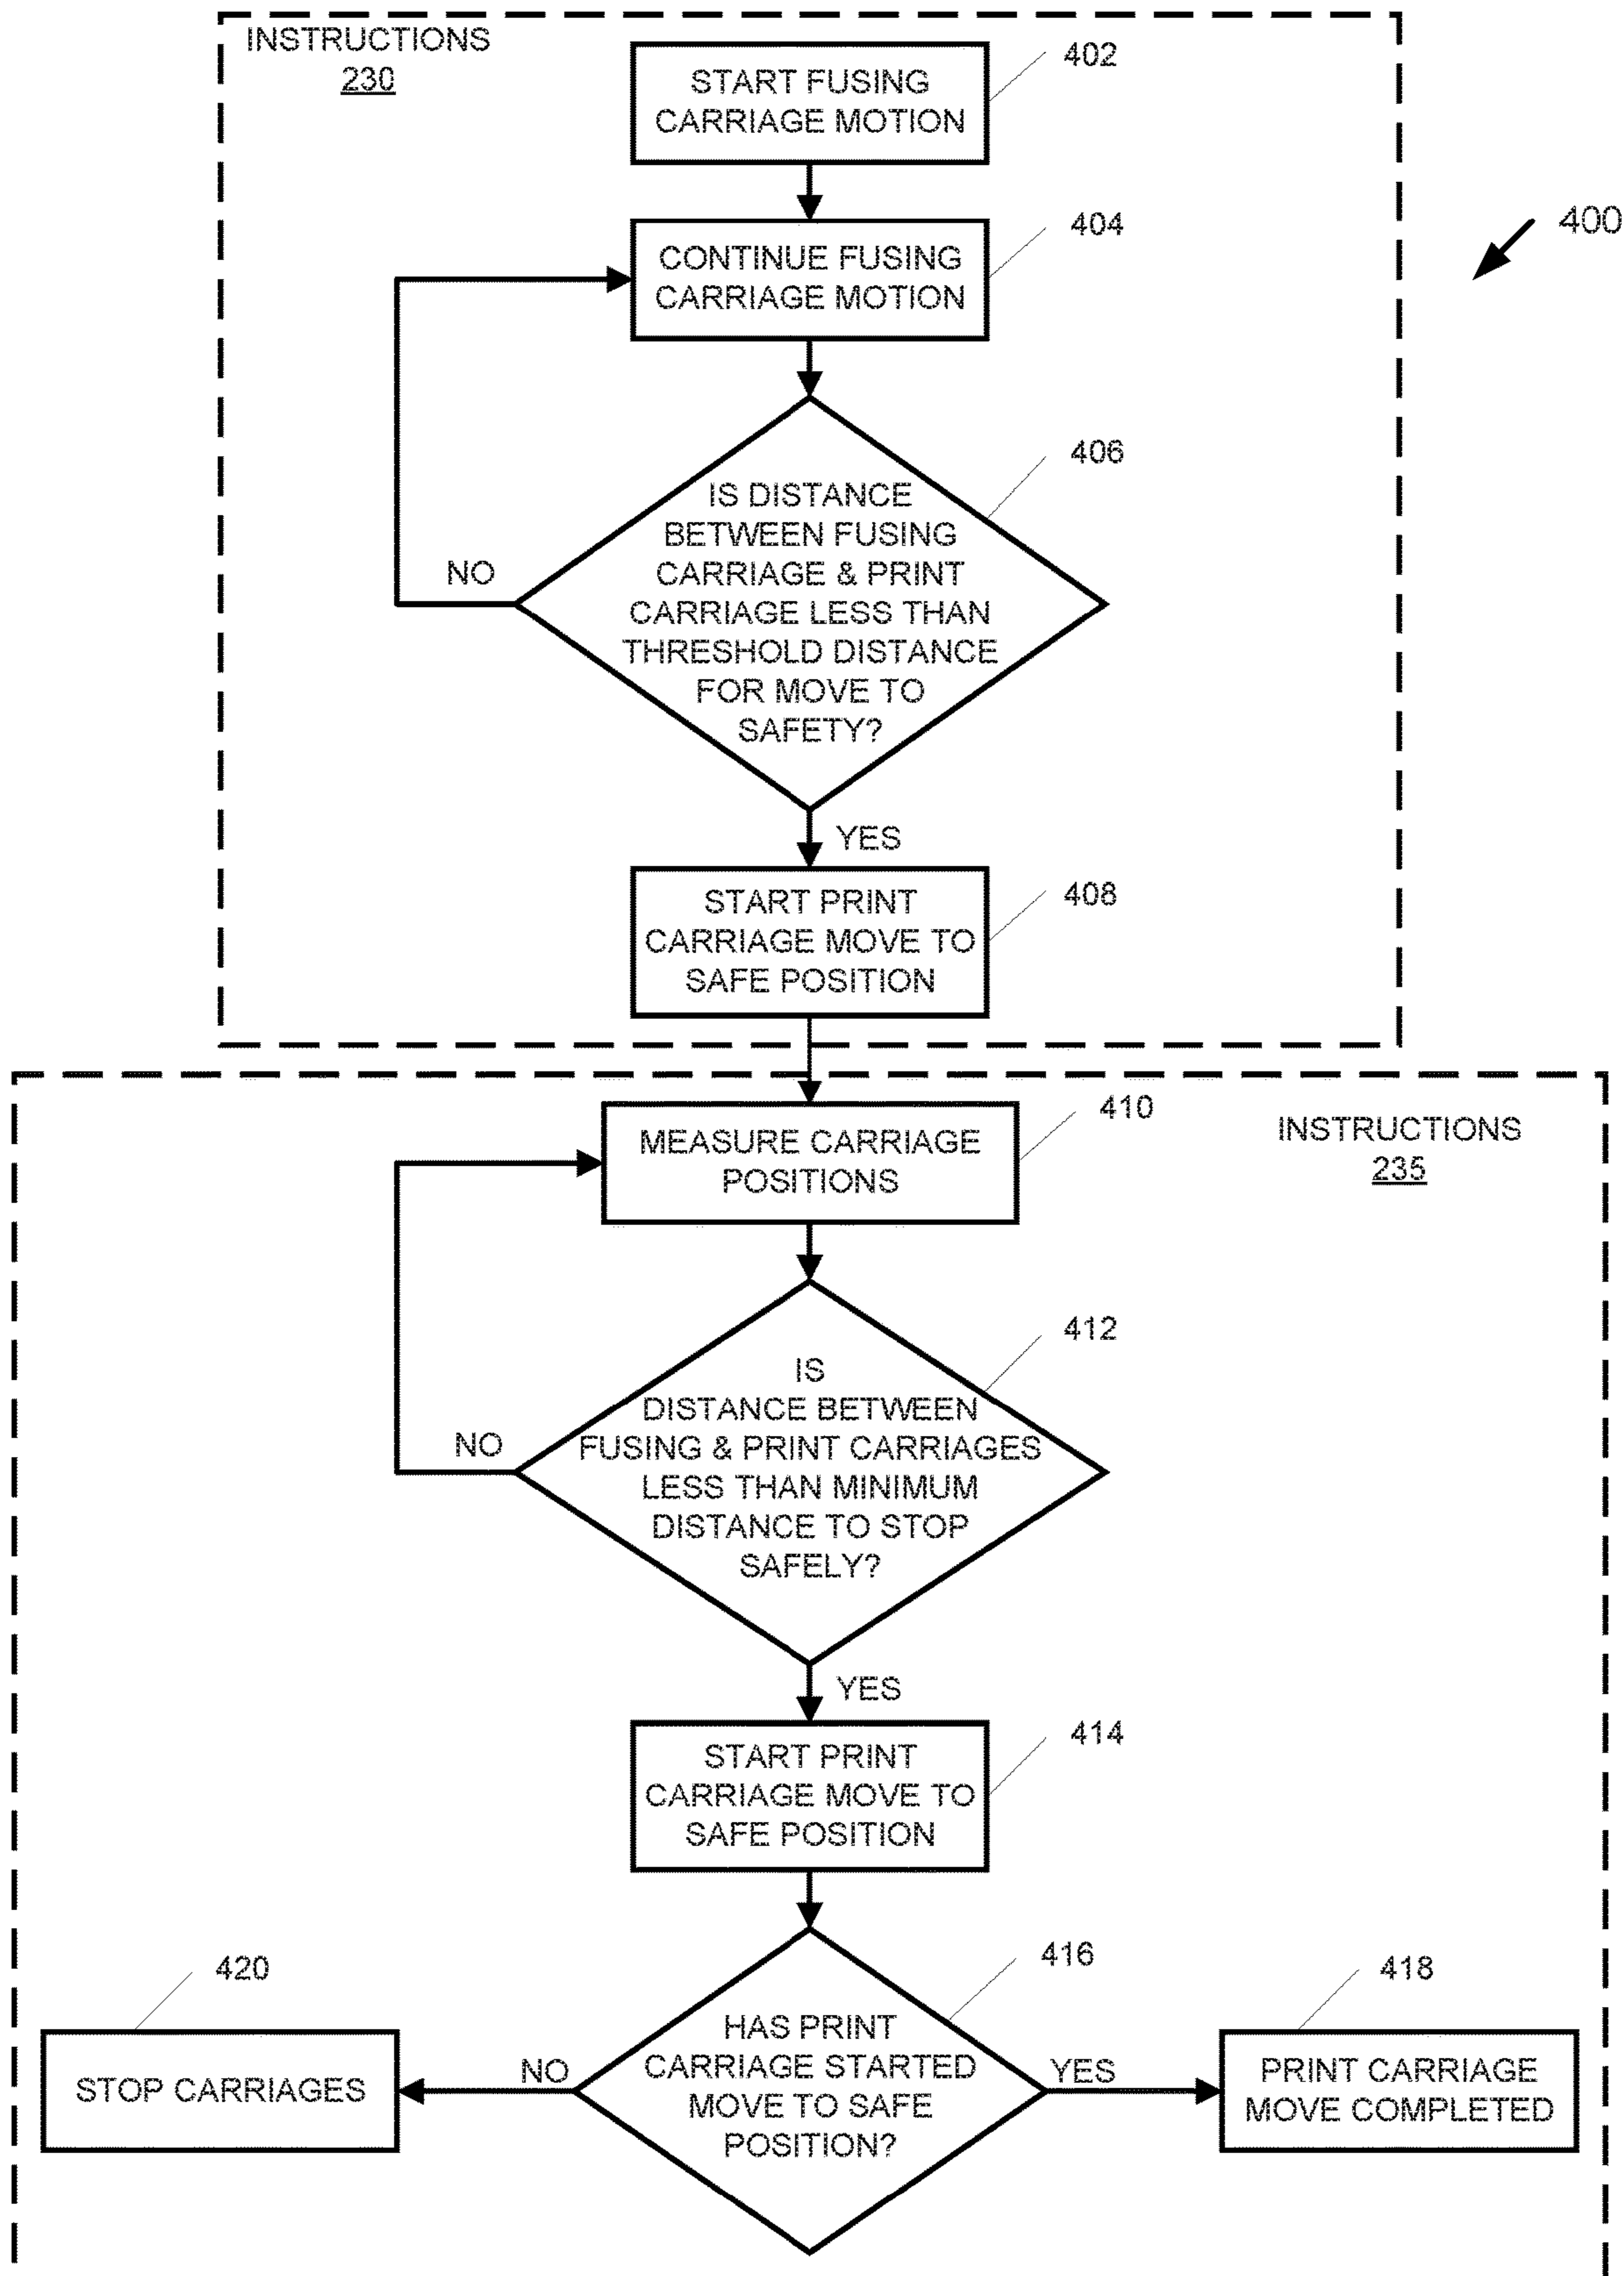 INSTRUCTIONS
230
START FUSING
CARRIAGE MOTION
402
CONTINUE FUSING
CARRIAGE MOTION
404
400
IS DISTANCE
BETWEEN FUSING
CARRIAGE & PRINT
CARRIAGE LESS THAN
THRESHOLD DISTANCE
FOR MOVE TO
SAFETY?
406
NO
YES
START PRINT
CARRIAGE MOVE TO
SAFE POSITION
408
MEASURE CARRIAGE
POSITIONS
410
INSTRUCTIONS
235
IS
DISTANCE BETWEEN
FUSING & PRINT CARRIAGES
LESS THAN MINIMUM
DISTANCE TO STOP
SAFELY?
412
NO
YES
START PRINT
CARRIAGE MOVE TO
SAFE POSITION
414
HAS PRINT
CARRIAGE STARTED
MOVE TO SAFE
POSITION?
416
NO
YES
420
STOP CARRIAGES
418
PRINT CARRIAGE
MOVE COMPLETED